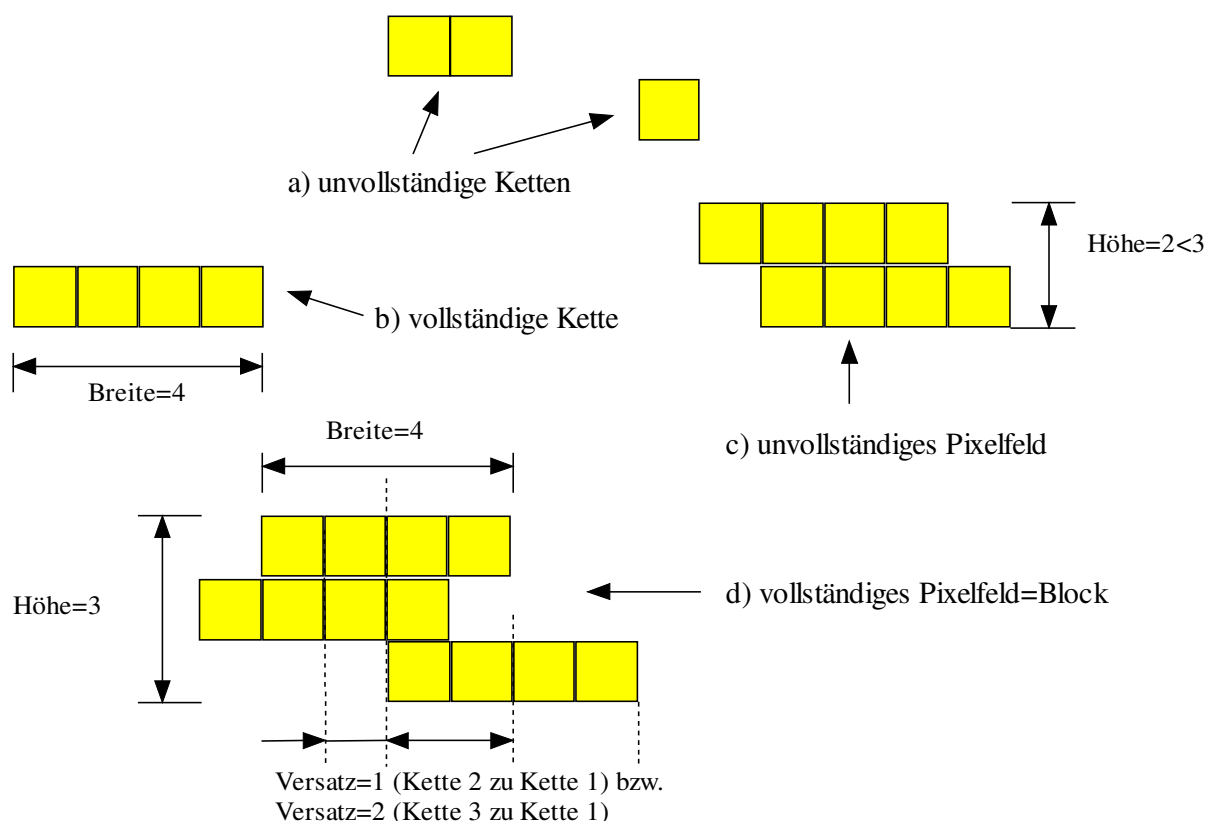 a) unvollständige Ketten
Höhe=2<3
b) vollständige Kette
Breite=4
c) unvollständiges Pixelfeld
Breite=4
Höhe=3
d) vollständiges Pixelfeld=Block
Versatz=1 (Kette 2 zu Kette 1) bzw.
Versatz=2 (Kette 3 zu Kette 1)